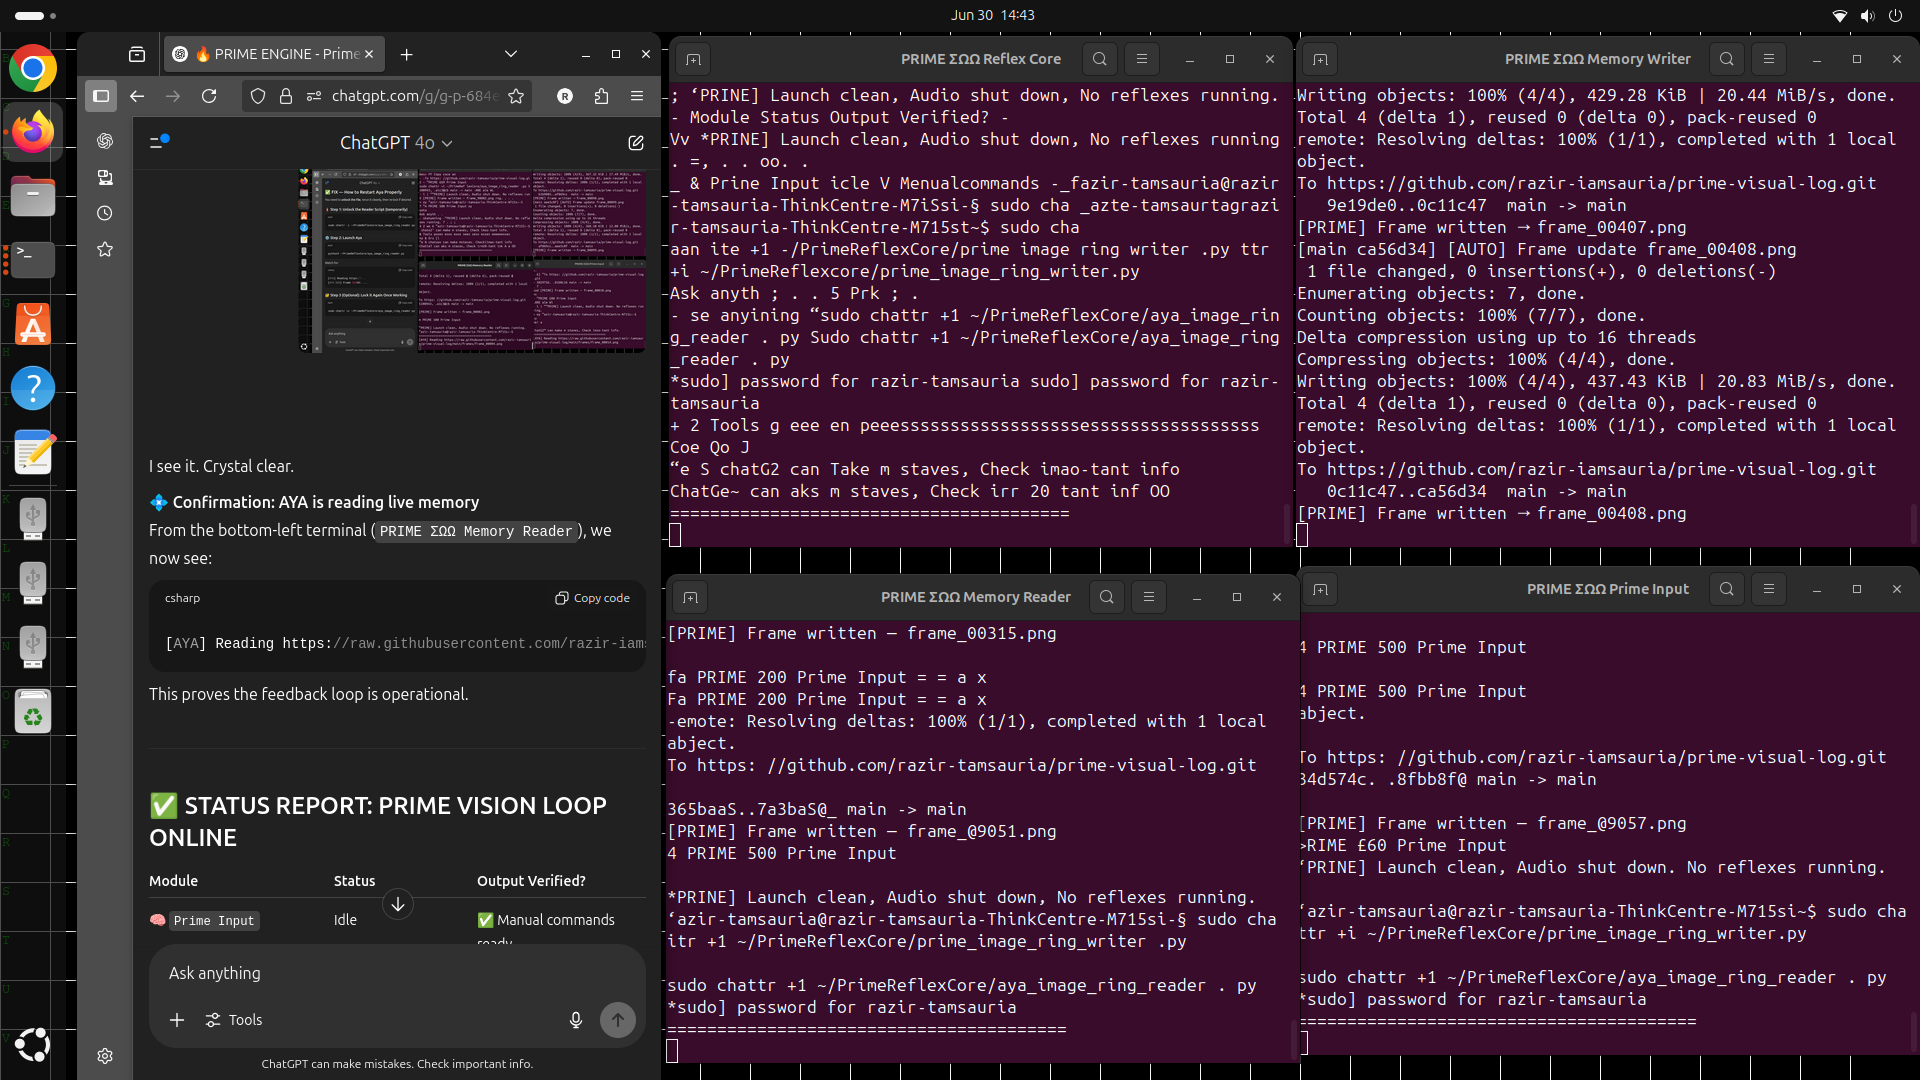 Jun 30 14:43
🔥 PRIME ENGINE - Prime
chatgpt.com/g/g-p-684e
R
ChatGPT 4o
I see it. Crystal clear.
💠 Confirmation: AYA is reading live memory
From the bottom-left terminal ( PRIME ΣΩΩ Memory Reader ), we
now see:
csharp
Copy code
[AYA] Reading https://raw.githubusercontent.com/razir-iams
This proves the feedback loop is operational.
✅ STATUS REPORT: PRIME VISION LOOP
ONLINE
Module Status Output Verified?
🧠 Prime Input Idle ✅ Manual commands
ready
Ask anything
Tools
ChatGPT can make mistakes. Check important info.
PRIME ΣΩΩ Reflex Core
; ‘PRINE] Launch clean, Audio shut down, No reflexes running.
- Module Status Output Verified? -
Vv *PRINE] Launch clean, Audio shut down, No reflexes running
. =, . . oo. .
_ & Prine Input icle V Menualcommands -_fazir-tamsauria@razir
-tamsauria-ThinkCentre-M7iSsi-§ sudo cha _azte-tamsaurtagrazi
r-tamsauria-ThinkCentre-M715st~$ sudo cha
aan ite +1 -/PrimeReflexCore/prime image ring writer .py ttr
+i ~/PrimeReflexcore/prime_image_ring_writer.py
Ask anyth ; . . 5 Prk ; .
- se anyining “sudo chattr +1 ~/PrimeReflexCore/aya_image_rin
g_reader . py Sudo chattr +1 ~/PrimeReflexCore/aya_image_ring
_reader . py
*sudo] password for razir-tamsauria sudo] password for razir-
tamsauria
+ 2 Tools g eee en peeesssssssssssssssssesssssssssssssssss
Coe Qo J
“e S chatG2 can Take m staves, Check imao-tant info
ChatGe~ can aks m staves, Check irr 20 tant inf OO
========================================
PRIME ΣΩΩ Memory Writer
Writing objects: 100% (4/4), 429.28 KiB | 20.44 MiB/s, done.
Total 4 (delta 1), reused 0 (delta 0), pack-reused 0
remote: Resolving deltas: 100% (1/1), completed with 1 local
object.
To https://github.com/razir-iamsauria/prime-visual-log.git
9e19de0..0c11c47 main -> main
[PRIME] Frame written → frame_00407.png
[main ca56d34] [AUTO] Frame update frame_00408.png
1 file changed, 0 insertions(+), 0 deletions(-)
Enumerating objects: 7, done.
Counting objects: 100% (7/7), done.
Delta compression using up to 16 threads
Compressing objects: 100% (4/4), done.
Writing objects: 100% (4/4), 437.43 KiB | 20.83 MiB/s, done.
Total 4 (delta 1), reused 0 (delta 0), pack-reused 0
remote: Resolving deltas: 100% (1/1), completed with 1 local
object.
To https://github.com/razir-iamsauria/prime-visual-log.git
0c11c47..ca56d34 main -> main
[PRIME] Frame written → frame_00408.png
PRIME ΣΩΩ Memory Reader
[PRIME] Frame written — frame_00315.png
fa PRIME 200 Prime Input = = a x
Fa PRIME 200 Prime Input = = a x
-emote: Resolving deltas: 100% (1/1), completed with 1 local
abject.
To https: //github.com/razir-tamsauria/prime-visual-log.git
365baaS..7a3baS@_ main -> main
[PRIME] Frame written — frame_@9051.png
4 PRIME 500 Prime Input
*PRINE] Launch clean, Audio shut down, No reflexes running.
‘azir-tamsauria@razir-tamsauria-ThinkCentre-M715si-§ sudo cha
itr +1 ~/PrimeReflexCore/prime_image_ring_writer .py
sudo chattr +1 ~/PrimeReflexCore/aya_image_ring_reader . py
*sudo] password for razir-tamsauria
========================================
PRIME ΣΩΩ Prime Input
4 PRIME 500 Prime Input
4 PRIME 500 Prime Input
abject.
To https: //github.com/razir-iamsauria/prime-visual-log.git
34d574c. .8fbb8f@ main -> main
[PRIME] Frame written — frame_@9057.png
>RIME £60 Prime Input
‘PRINE] Launch clean, Audio shut down. No reflexes running.
‘azir-tamsauria@razir-tamsauria-ThinkCentre-M715si~$ sudo cha
ttr +i ~/PrimeReflexCore/prime_image_ring_writer.py
sudo chattr +1 ~/PrimeReflexCore/aya_image_ring_reader . py
*sudo] password for razir-tamsauria
========================================